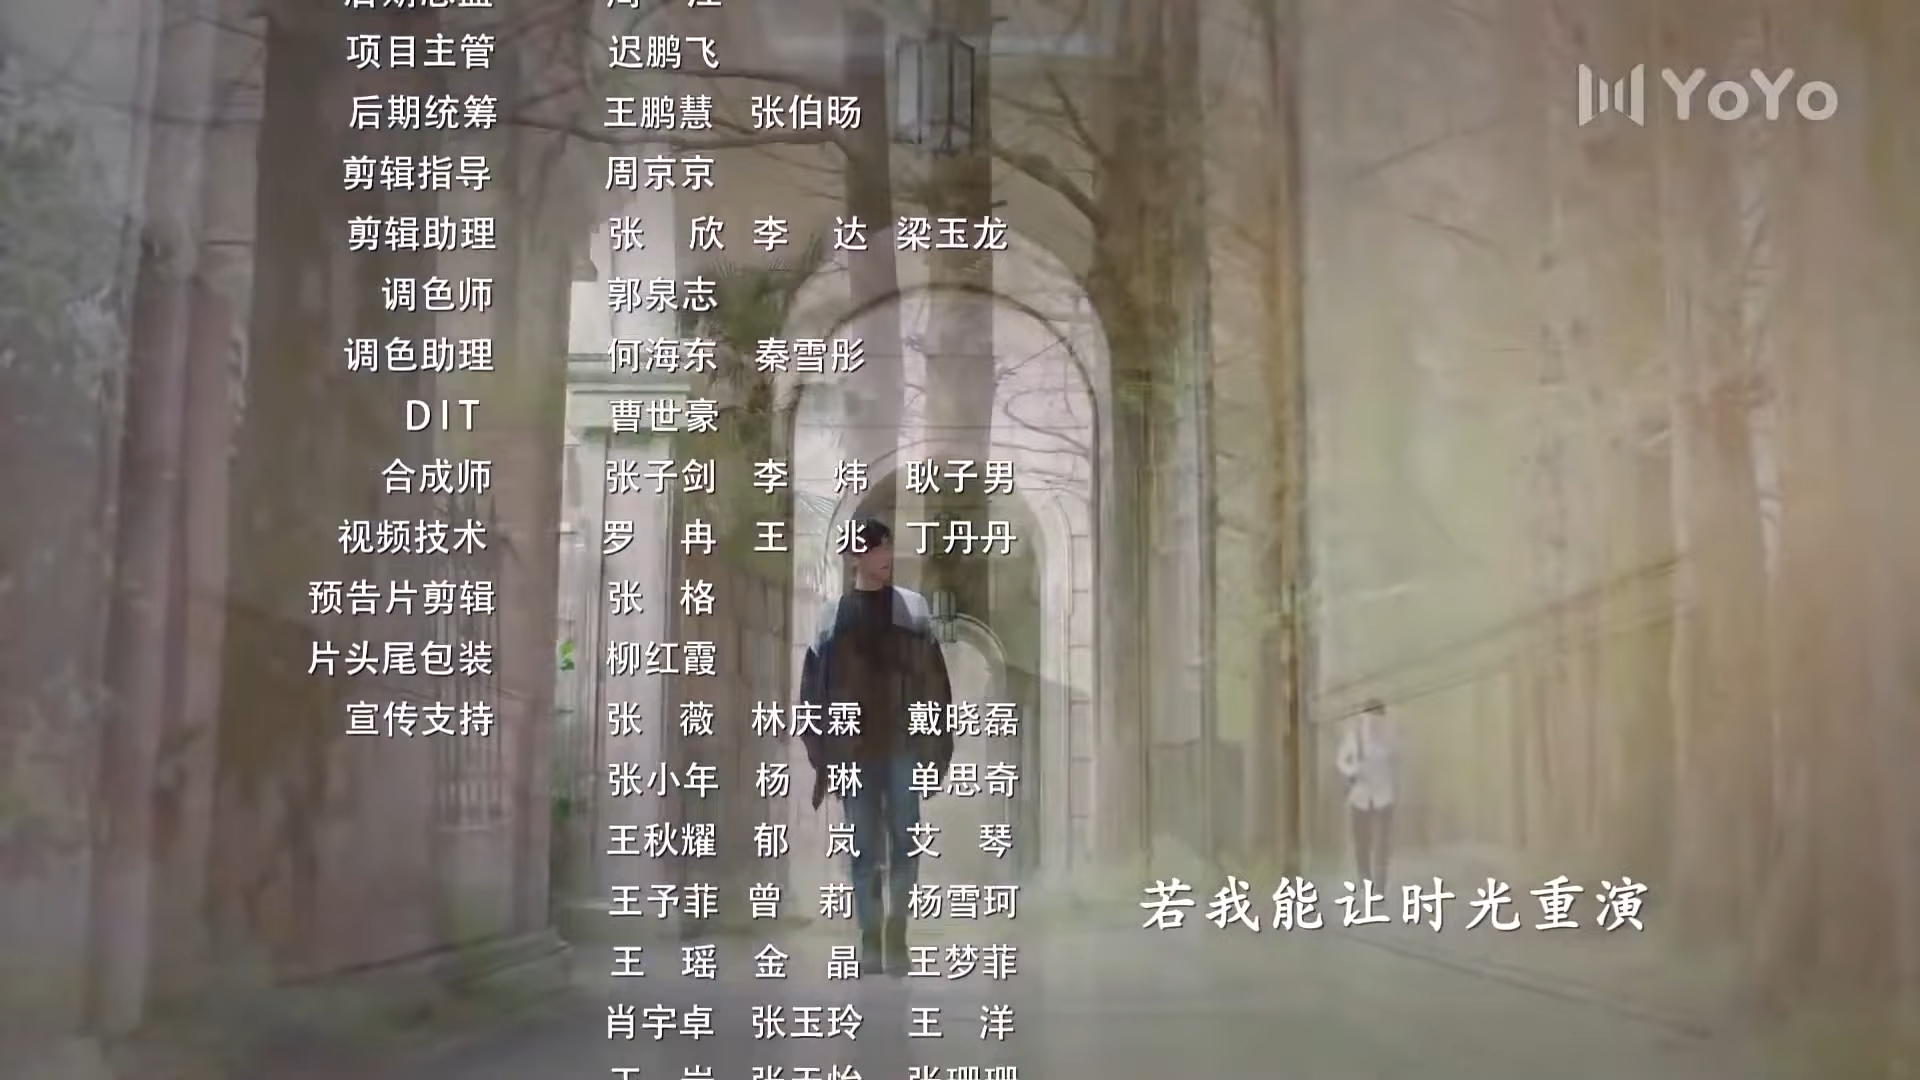 项目主管 迟鹏飞
后期统筹 王鹏慧 张伯旸
剪辑指导 周京京
剪辑助理 张欣 李达 梁玉龙
调色师 郭泉志
调色助理 何海东 秦雪彤
DIT 曹世豪
合成师 张子剑 李炜 耿子男
视频技术 罗冉 王兆 丁丹丹
预告片剪辑 张格
片头尾包装 柳红霞
宣传支持 张薇 林庆霖 戴晓磊
张小年 杨琳 单思奇
王秋耀 郁岚 艾琴
王予菲 曾莉 杨雪珂
王瑶 金晶 王梦菲
肖宇卓 张玉玲 王洋
YoYo
若我能让时光重演